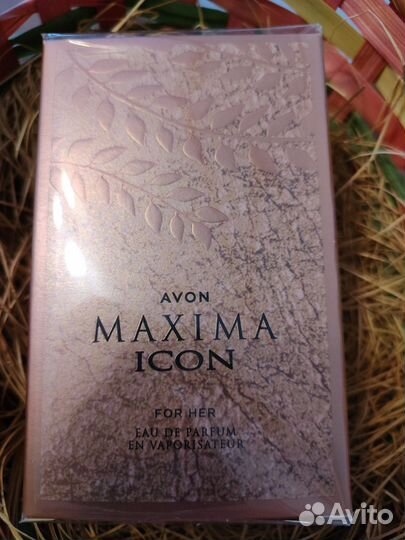 AVON
MAXIMA
ICON
FOR HER
EAU DE PARFUM
EN VAPORISATEUR
Avito